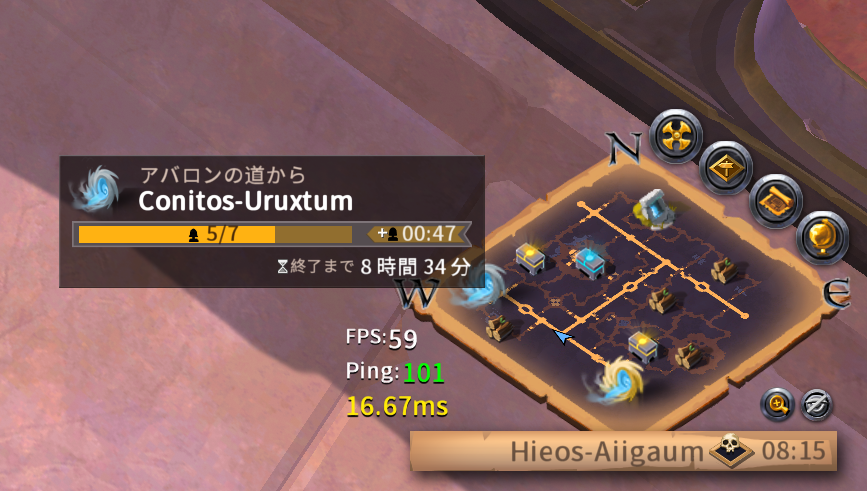 アバロンの道から
Conitos-Uruxtum
5/7
+ 00:47
終了まで 8 時間 34 分
N
W
E
FPS:59
Ping:101
16.67ms
Hieos-Aiigaum 08:15